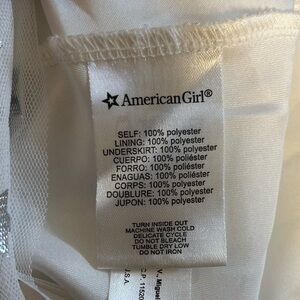 AmericanGirl®
SELF: 100% polyester
LINING: 100% polyester
UNDERSKIRT: 100% polyester
CUERPO: 100% poliéster
FORRO: 100% poliéster
ENAGUAS: 100% poliéster
CORPS: 100% polyester
DOUBLURE: 100% polyester
JUPON: 100% polyester
TURN INSIDE OUT
MACHINE WASH COLD
DELICATE CYCLE
DO NOT BLEACH
TUMBLE DRY LOW
DO NOT IRON
V. Miguel
C.P. 11520
U.S.A.